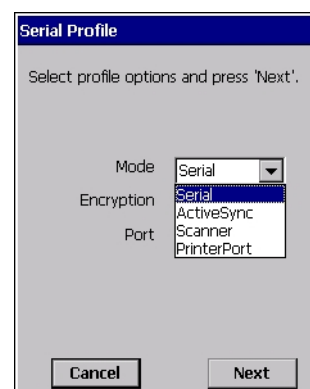 Serial Profile
Select profile options and press 'Next'.
Mode Serial
Serial
Encryption
ActiveSync
Port Scanner
PrinterPort
Cancel Next